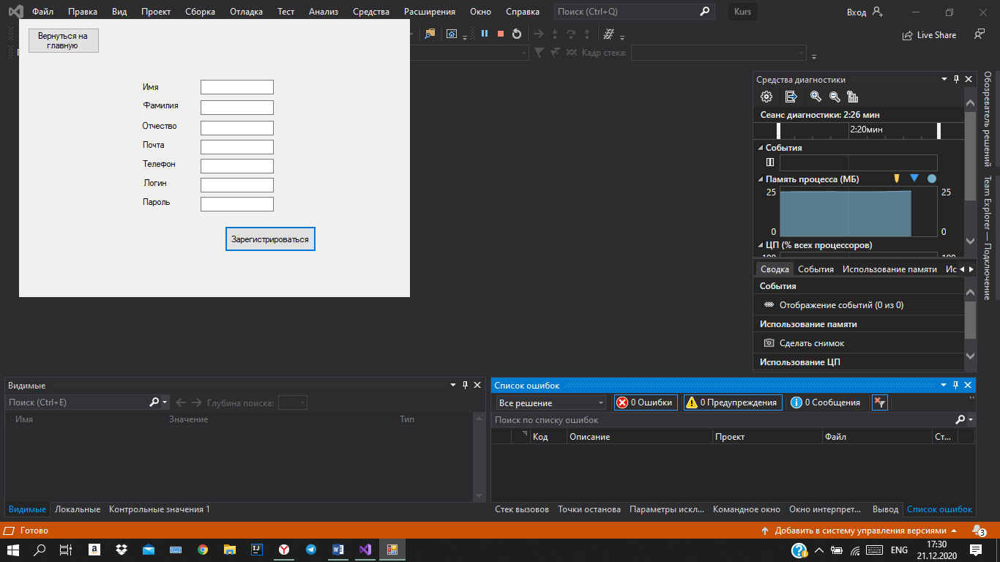 Файл Правка Вид Проект Сборка Отладка Тест Анализ Средства Расширения Окно Справка Поиск (Ctrl+Q) Kurs Вход
Live Share
Кадр стека:
Вернуться на
главную
Имя
Фамилия
Отчество
Почта
Телефон
Логин
Пароль
Зарегистрироваться
Средства диагностики
Сеанс диагностики: 2:26 мин
2:20мин
События
Память процесса (МБ)
25 25
0 0
ЦП (% всех процессоров)
100 100
Сводка События Использование памяти Ис
События
Отображение событий (0 из 0)
Использование памяти
Сделать снимок
Использование ЦП
Обозреватель решений
Team Explorer — Подключение
Видимые
Поиск (Ctrl+E) Глубина поиска:
Имя Значение Тип
Видимые Локальные Контрольные значения 1
Список ошибок
Все решение 0 Ошибки 0 Предупреждения 0 Сообщения
Поиск по списку ошибок
Код Описание Проект Файл Ст...
Стек вызовов Точки останова Параметры искл... Командное окно Окно интерпрет... Вывод Список ошибок
Готово Добавить в систему управления версиями 3
ENG 17:30
21.12.2020